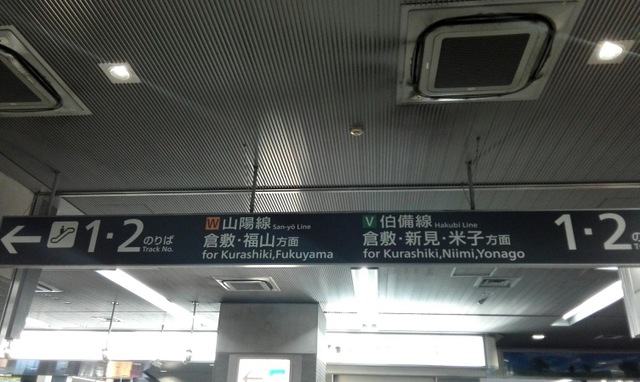 1・2 のりば
Track No.
W 山陽線 San-yō Line
倉敷・福山方面
for Kurashiki,Fukuyama
V 伯備線 Hakubi Line
倉敷・新見・米子方面
for Kurashiki,Niimi,Yonago
1・2